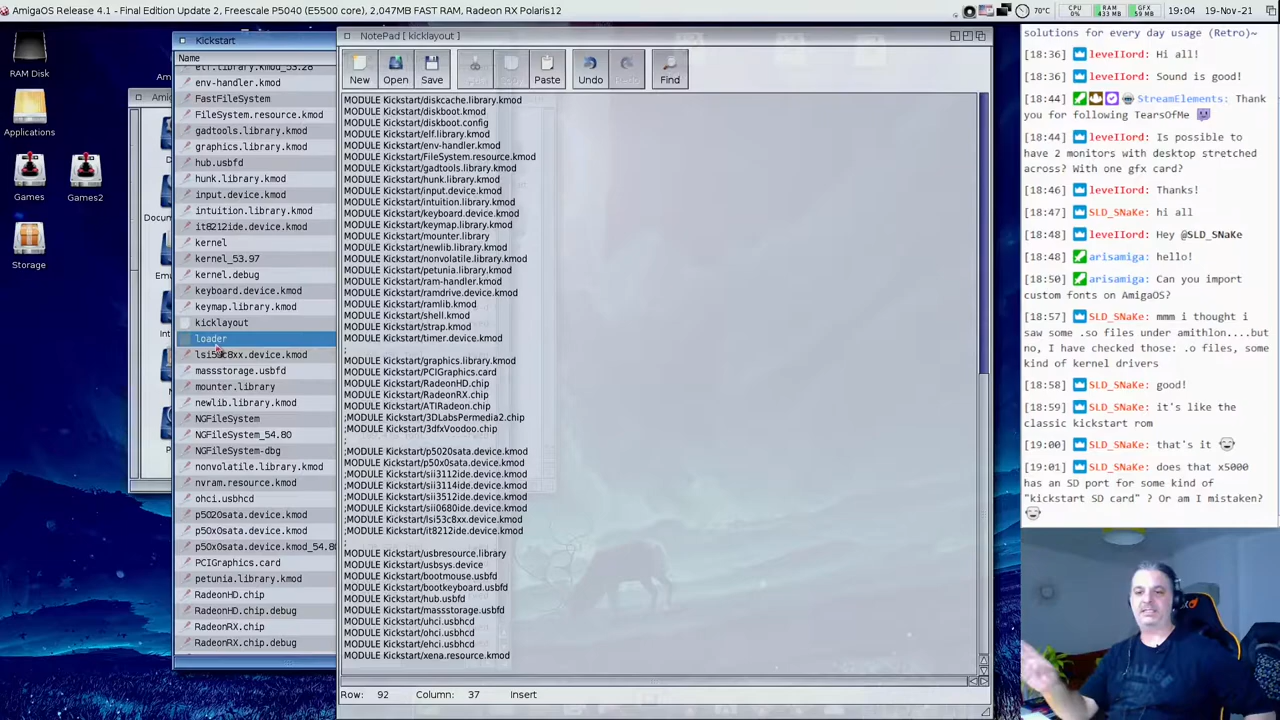 AmigaOS Release 4.1 - Final Edition Update 2, Freescale P5040 (E5500 core), 2,047MB FAST RAM, Radeon RX Polaris12
70°C
CPU
0%
RAM
433 MB
GFX
59 MB
19:04
19-Nov-21
RAM Disk
Applications
Games
Games2
Storage
Kickstart
Name
env-handler.kmod
FastFileSystem
FileSystem.resource.kmod
gadtools.library.kmod
graphics.library.kmod
hub.usbfd
hunk.library.kmod
input.device.kmod
intuition.library.kmod
it8212ide.device.kmod
kernel
kernel_53.97
kernel.debug
keyboard.device.kmod
keymap.library.kmod
kicklayout
loader
lsi53c8xx.device.kmod
massstorage.usbfd
mounter.library
newlib.library.kmod
NGFileSystem
NGFileSystem_54.80
NGFileSystem-dbg
nonvolatile.library.kmod
nvram.resource.kmod
ohci.usbhcd
p5020sata.device.kmod
p50x0sata.device.kmod
p50x0sata.device.kmod_54.80
PCIGraphics.card
petunia.library.kmod
RadeonHD.chip
RadeonHD.chip.debug
RadeonRX.chip
RadeonRX.chip.debug
NotePad [ kicklayout ]
New
Open
Save
Paste
Undo
Find
MODULE Kickstart/diskcache.library.kmod
MODULE Kickstart/diskboot.kmod
MODULE Kickstart/diskboot.config
MODULE Kickstart/elf.library.kmod
MODULE Kickstart/env-handler.kmod
MODULE Kickstart/FileSystem.resource.kmod
MODULE Kickstart/gadtools.library.kmod
MODULE Kickstart/hunk.library.kmod
MODULE Kickstart/input.device.kmod
MODULE Kickstart/intuition.library.kmod
MODULE Kickstart/keyboard.device.kmod
MODULE Kickstart/keymap.library.kmod
MODULE Kickstart/mounter.library
MODULE Kickstart/newlib.library.kmod
MODULE Kickstart/nonvolatile.library.kmod
MODULE Kickstart/petunia.library.kmod
MODULE Kickstart/ram-handler.kmod
MODULE Kickstart/ramdrive.device.kmod
MODULE Kickstart/ramlib.kmod
MODULE Kickstart/shell.kmod
MODULE Kickstart/strap.kmod
MODULE Kickstart/timer.device.kmod
;
MODULE Kickstart/graphics.library.kmod
MODULE Kickstart/PCIGraphics.card
MODULE Kickstart/RadeonHD.chip
MODULE Kickstart/RadeonRX.chip
MODULE Kickstart/ATIRadeon.chip
;MODULE Kickstart/3DLabsPermedia2.chip
;MODULE Kickstart/3dfxVoodoo.chip
;
;MODULE Kickstart/p5020sata.device.kmod
MODULE Kickstart/p50x0sata.device.kmod
;MODULE Kickstart/sii3112ide.device.kmod
;MODULE Kickstart/sii3114ide.device.kmod
;MODULE Kickstart/sii3512ide.device.kmod
;MODULE Kickstart/sii0680ide.device.kmod
;MODULE Kickstart/lsi53c8xx.device.kmod
;MODULE Kickstart/it8212ide.device.kmod
;
MODULE Kickstart/usbresource.library
MODULE Kickstart/usbsys.device
MODULE Kickstart/bootmouse.usbfd
MODULE Kickstart/bootkeyboard.usbfd
MODULE Kickstart/hub.usbfd
MODULE Kickstart/massstorage.usbfd
MODULE Kickstart/uhci.usbhcd
MODULE Kickstart/ohci.usbhcd
MODULE Kickstart/ehci.usbhcd
MODULE Kickstart/xena.resource.kmod
Row: 92 Column: 37 Insert
solutions for every day usage (Retro)~
[18:36] leveIIord: Hi all!
[18:36] leveIIord: Sound is good!
[18:44] StreamElements: Thank
you for following TearsOfMe
[18:44] leveIIord: Is possible to
have 2 monitors with desktop stretched
across? With one gfx card?
[18:46] leveIIord: Thanks!
[18:47] SLD_SNaKe: hi all
[18:48] leveIIord: Hey @SLD_SNaKe
[18:48] arisamiga: hello!
[18:50] arisamiga: Can you import
custom fonts on AmigaOS?
[18:57] SLD_SNaKe: mmm i thought i
saw some .so files under amithlon....but
no, I have checked those: .o files, some
kind of kernel drivers
[18:58] SLD_SNaKe: good!
[18:59] SLD_SNaKe: it's like the
classic kickstart rom
[19:00] SLD_SNaKe: that's it
[19:01] SLD_SNaKe: does that x5000
has an SD port for some kind of
"kickstart SD card" ? Or am I mistaken?